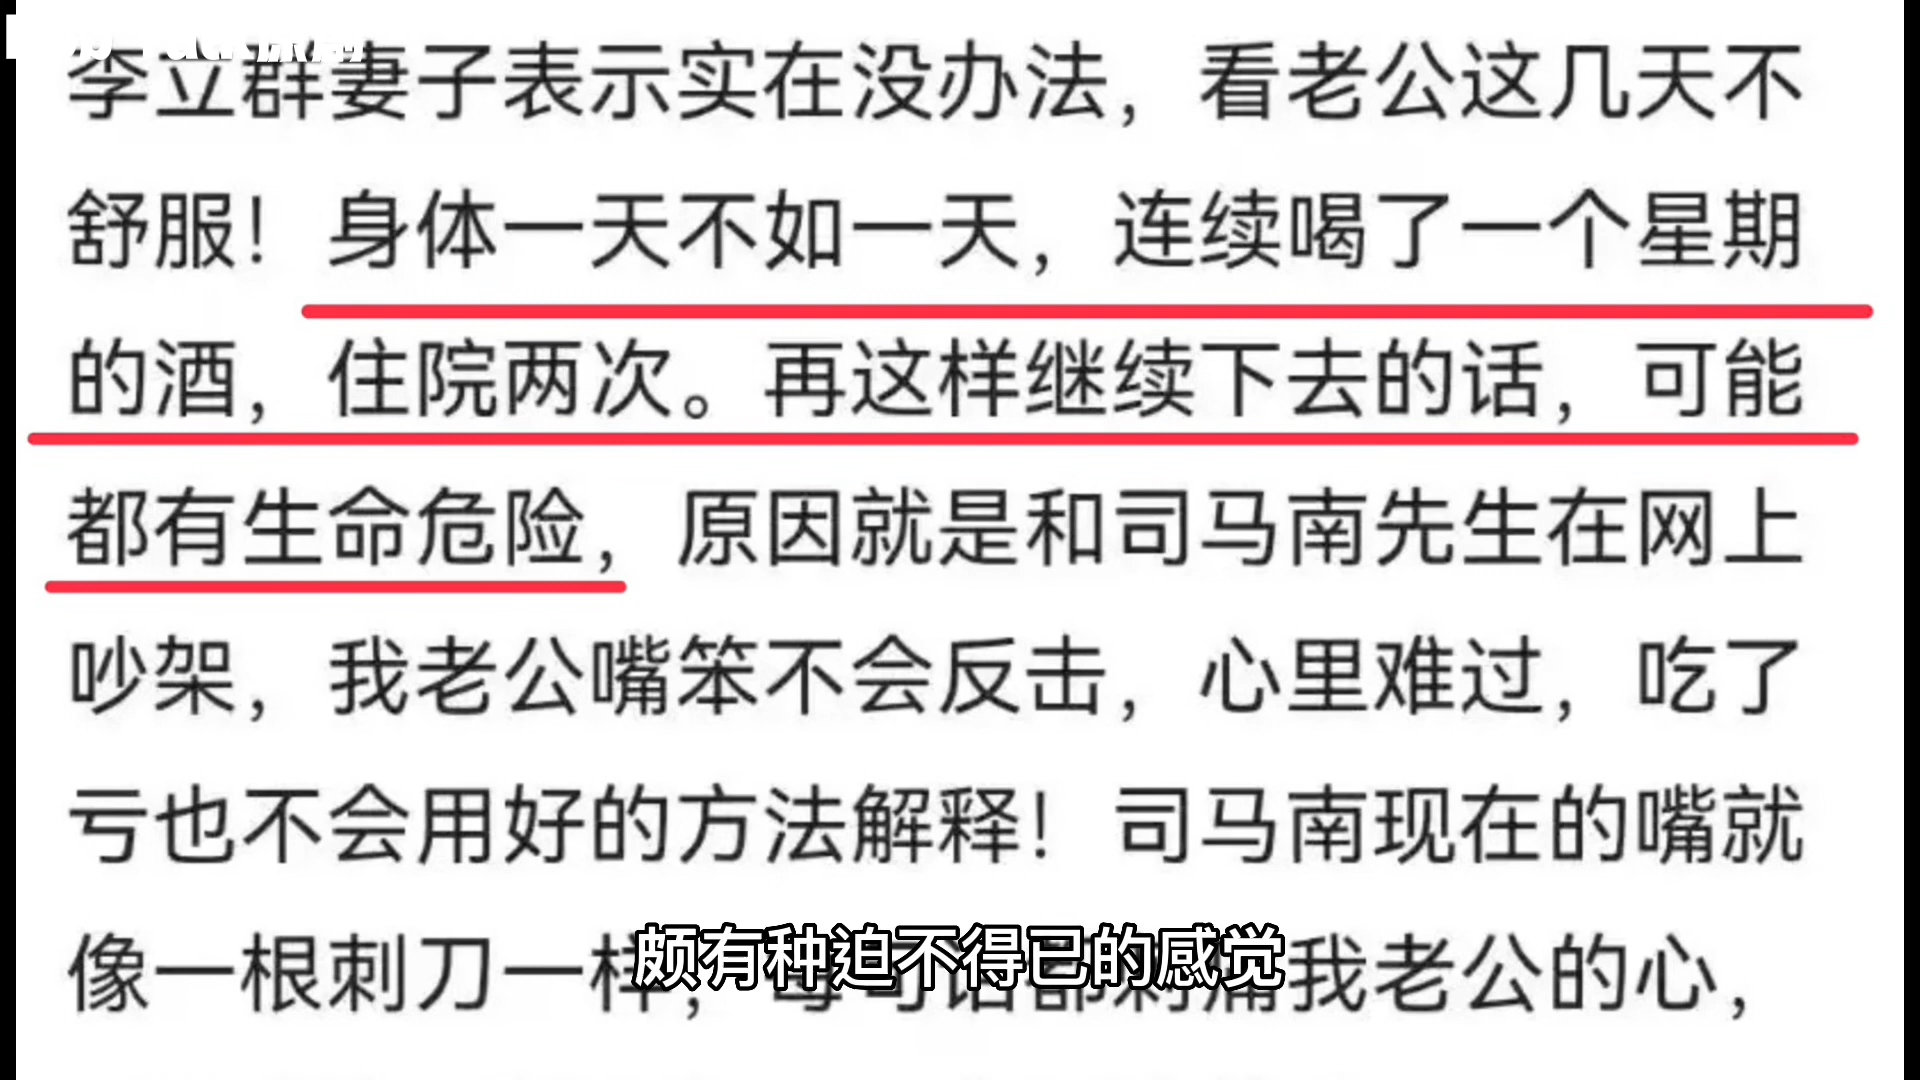 李立群妻子表示实在没办法，看老公这几天不
舒服！身体一天不如一天，连续喝了一个星期
的酒，住院两次。再这样继续下去的话，可能
都有生命危险，原因就是和司马南先生在网上
吵架，我老公嘴笨不会反击，心里难过，吃了
亏也不会用好的方法解释！司马南现在的嘴就
像一根刺刀一样，每句话都刺痛我老公的心，
颇有种迫不得已的感觉